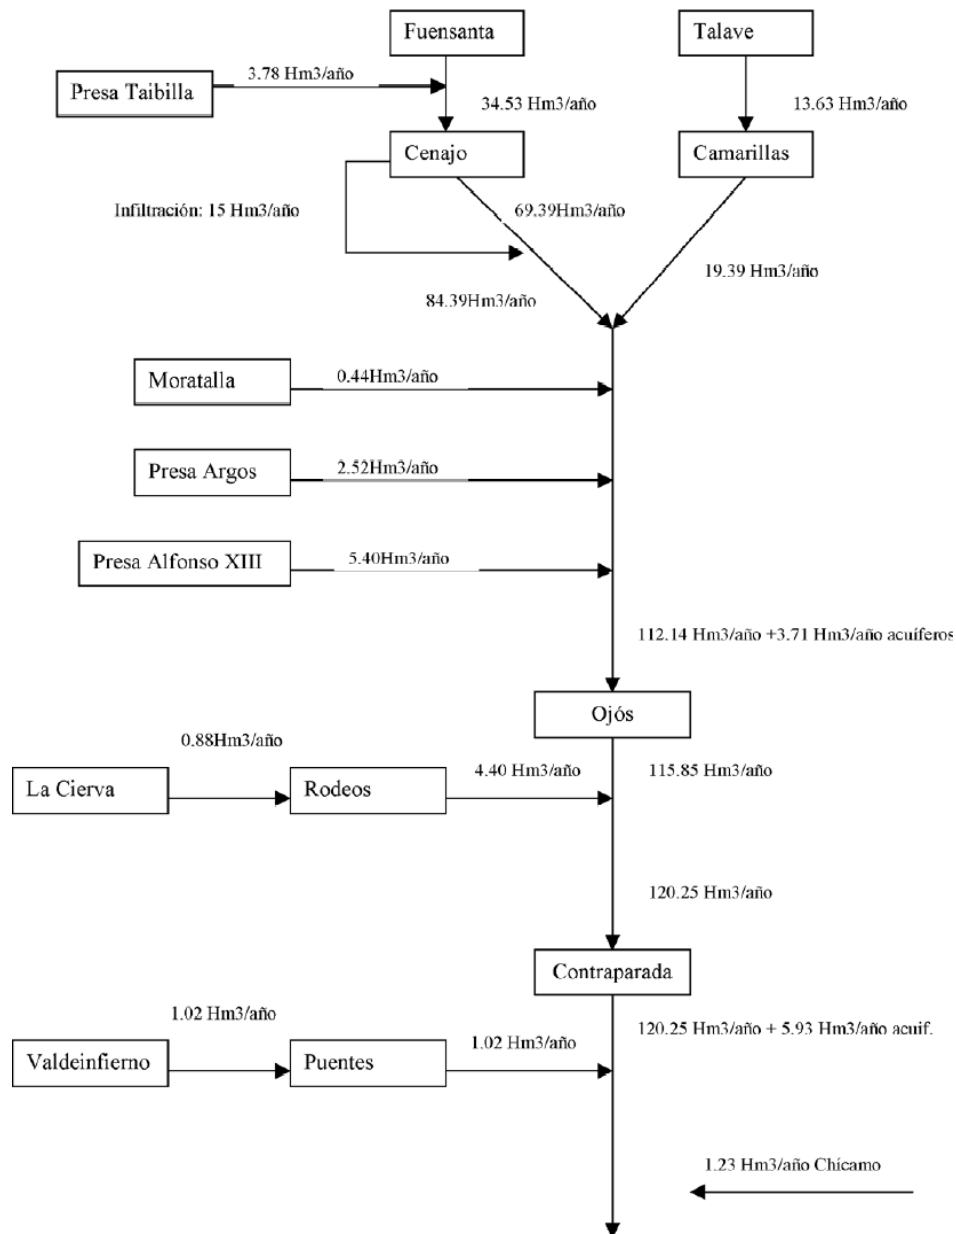 Fuensanta
Talave
3.78 Hm3/año
Presa Taibilla
34.53 Hm3/año
13.63 Hm3/año
Cenajo
Camarillas
Infiltración: 15 Hm3/año
69.39Hm3/año
19.39 Hm3/año
84.39Hm3/año
Moratalla
0.44Hm3/año
Presa Argos
2.52Hm3/año
Presa Alfonso XIII
5.40Hm3/año
112.14 Hm3/año +3.71 Hm3/año acuíferos
Ojós
0.88Hm3/año
4.40 Hm3/año
115.85 Hm3/año
La Cierva
Rodeos
120.25 Hm3/año
Contraparada
1.02 Hm3/año
120.25 Hm3/año + 5.93 Hm3/año acuif.
1.02 Hm3/año
Valdeinfierno
Puentes
1.23 Hm3/año Chícamo